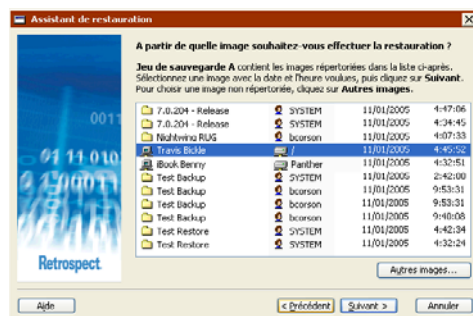 Assistant de restauration
A partir de quelle image souhaitez-vous effectuer la restauration ?
Jeu de sauvegarde A contient les images répertoriées dans la liste ci-après.
Sélectionnez une image avec la date et l'heure voulues, puis cliquez sur Suivant.
Pour choisir une image non répertoriée, cliquez sur Autres images.
7.0.204 - Release SYSTEM 11/01/2005 4:47:06
7.0.204 - Release SYSTEM 11/01/2005 4:34:45
Nightwing RUG bcorson 11/01/2005 4:07:33
Travis Bickle / 11/01/2005 4:45:52
iBook Benny Panther 11/01/2005 4:32:51
Test Backup SYSTEM 11/01/2005 2:42:00
Test Backup bcorson 11/01/2005 9:53:31
Test Backup bcorson 11/01/2005 9:53:31
Test Backup bcorson 11/01/2005 9:40:08
Test Restore SYSTEM 11/01/2005 4:42:34
Test Restore SYSTEM 11/01/2005 4:32:24
Retrospect
Autres images...
Aide
< Précédent
Suivant >
Annuler